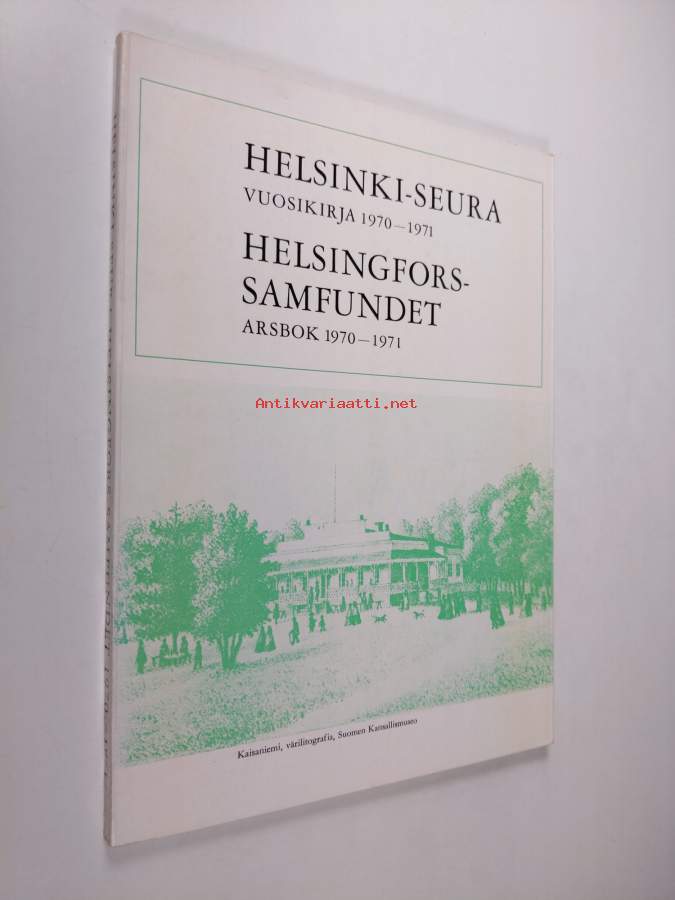 HELSINKI-SEURA
VUOSIKIRJA 1970—1971
HELSINGFORS-
SAMFUNDET
ARSBOK 1970—1971
Antikvariaatti.net
Kaisaniemi, värilitografia, Suomen Kansallismuseo